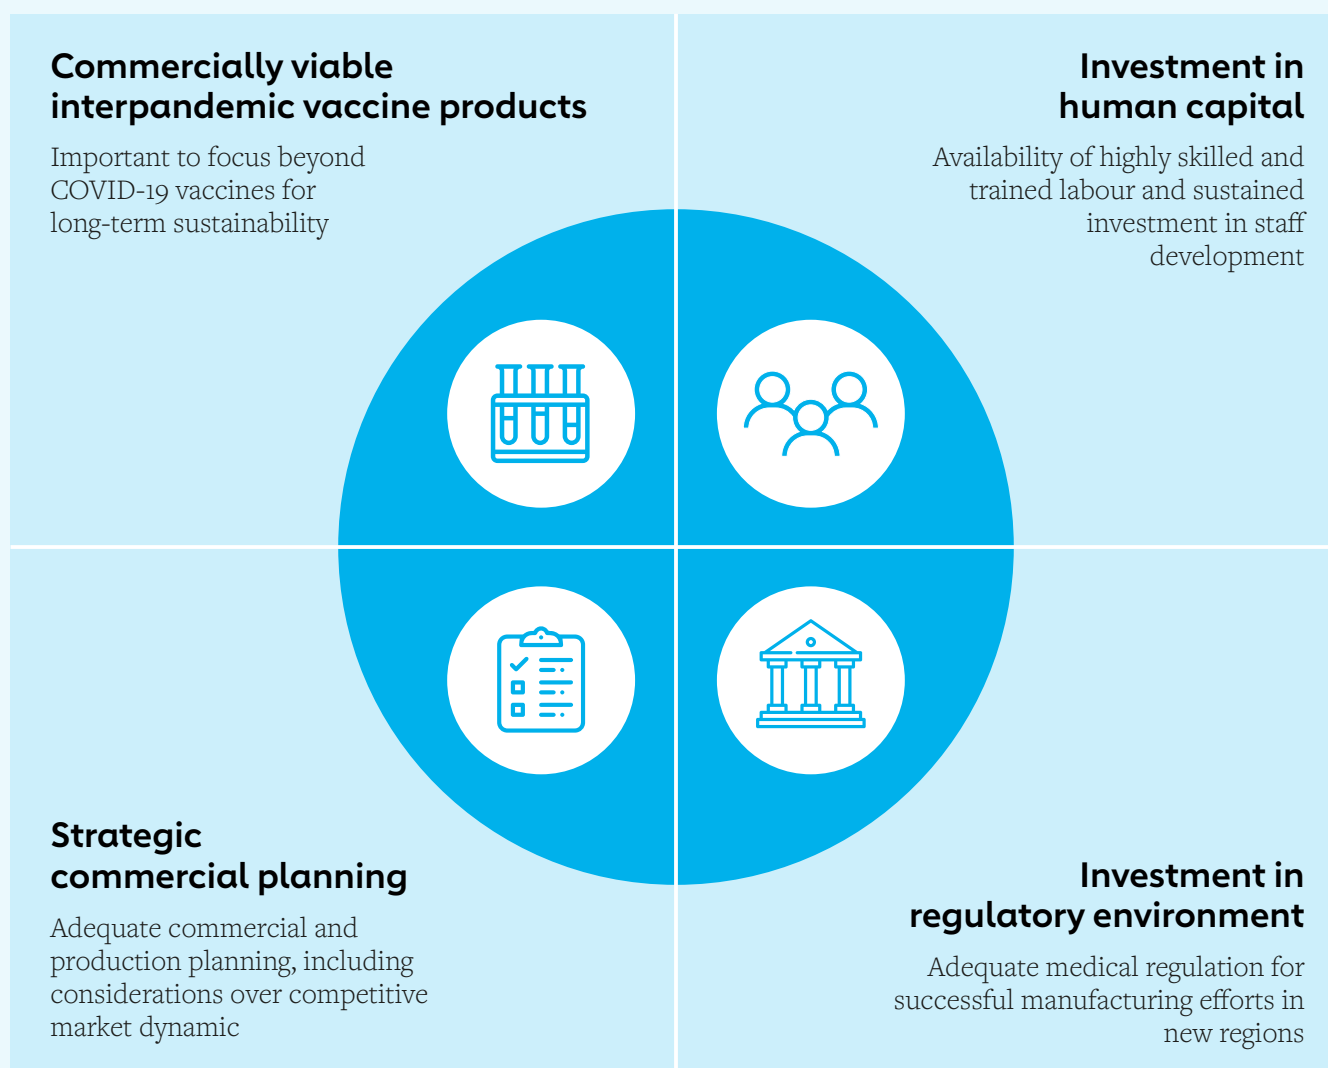 Commercially viable
interpandemic vaccine products
Important to focus beyond
COVID-19 vaccines for
long-term sustainability
Investment in
human capital
Availability of highly skilled and
trained labour and sustained
investment in staff
development
Strategic
commercial planning
Adequate commercial and
production planning, including
considerations over competitive
market dynamic
Investment in
regulatory environment
Adequate medical regulation for
successful manufacturing efforts in
new regions